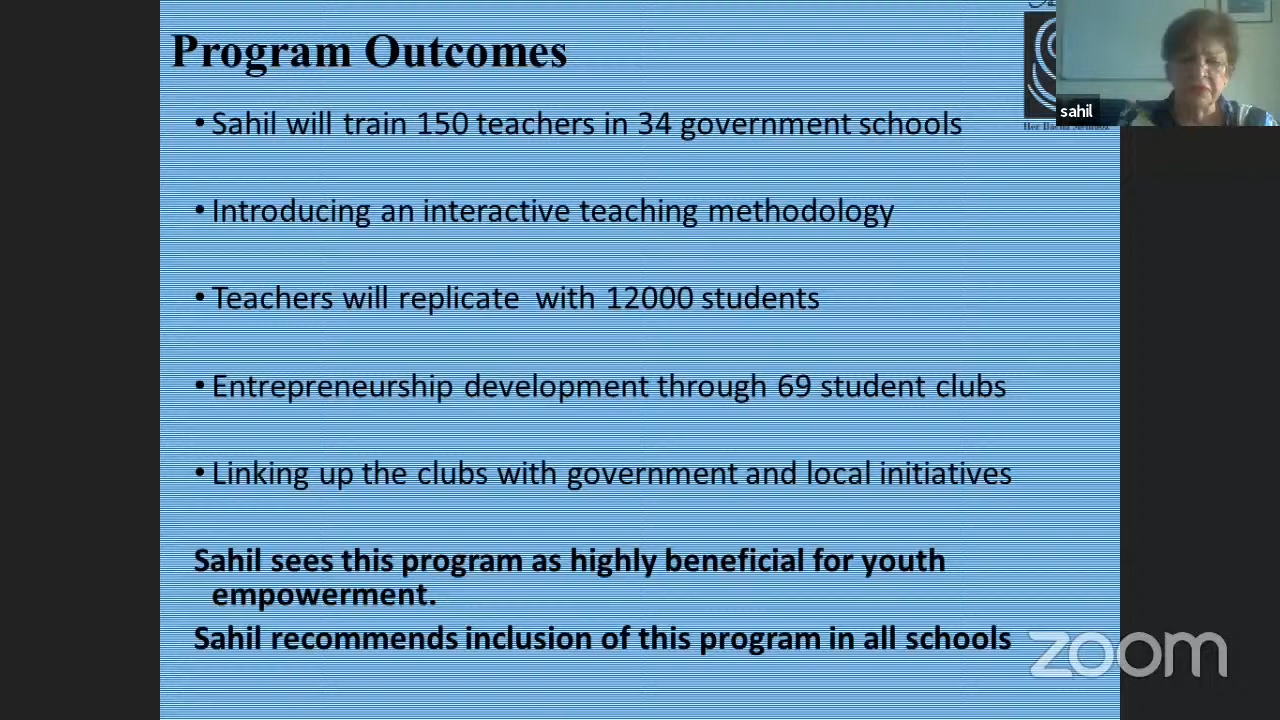 Program Outcomes
• Sahil will train 150 teachers in 34 government schools
• Introducing an interactive teaching methodology
• Teachers will replicate with 12000 students
• Entrepreneurship development through 69 student clubs
• Linking up the clubs with government and local initiatives
Sahil sees this program as highly beneficial for youth
empowerment.
Sahil recommends inclusion of this program in all schools
sahil
zoom